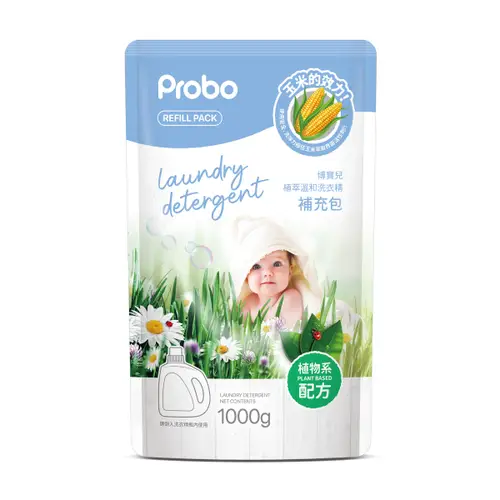 Probo
REFILL PACK
玉米的效力!
laundry
detergent
博寶兒
植萃溫和洗衣精
補充包
植物系
PLANT BASED
配方
LAUNDRY DETERGENT
NET CONTENTS
1000g